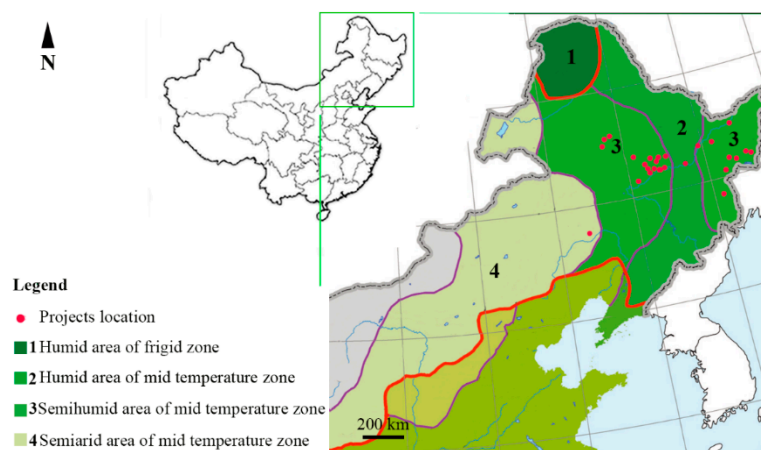 N
1
2
3
3
4
Legend
Projects location
1 Humid area of frigid zone
2 Humid area of mid temperature zone
3 Semihumid area of mid temperature zone
4 Semiarid area of mid temperature zone
200 km